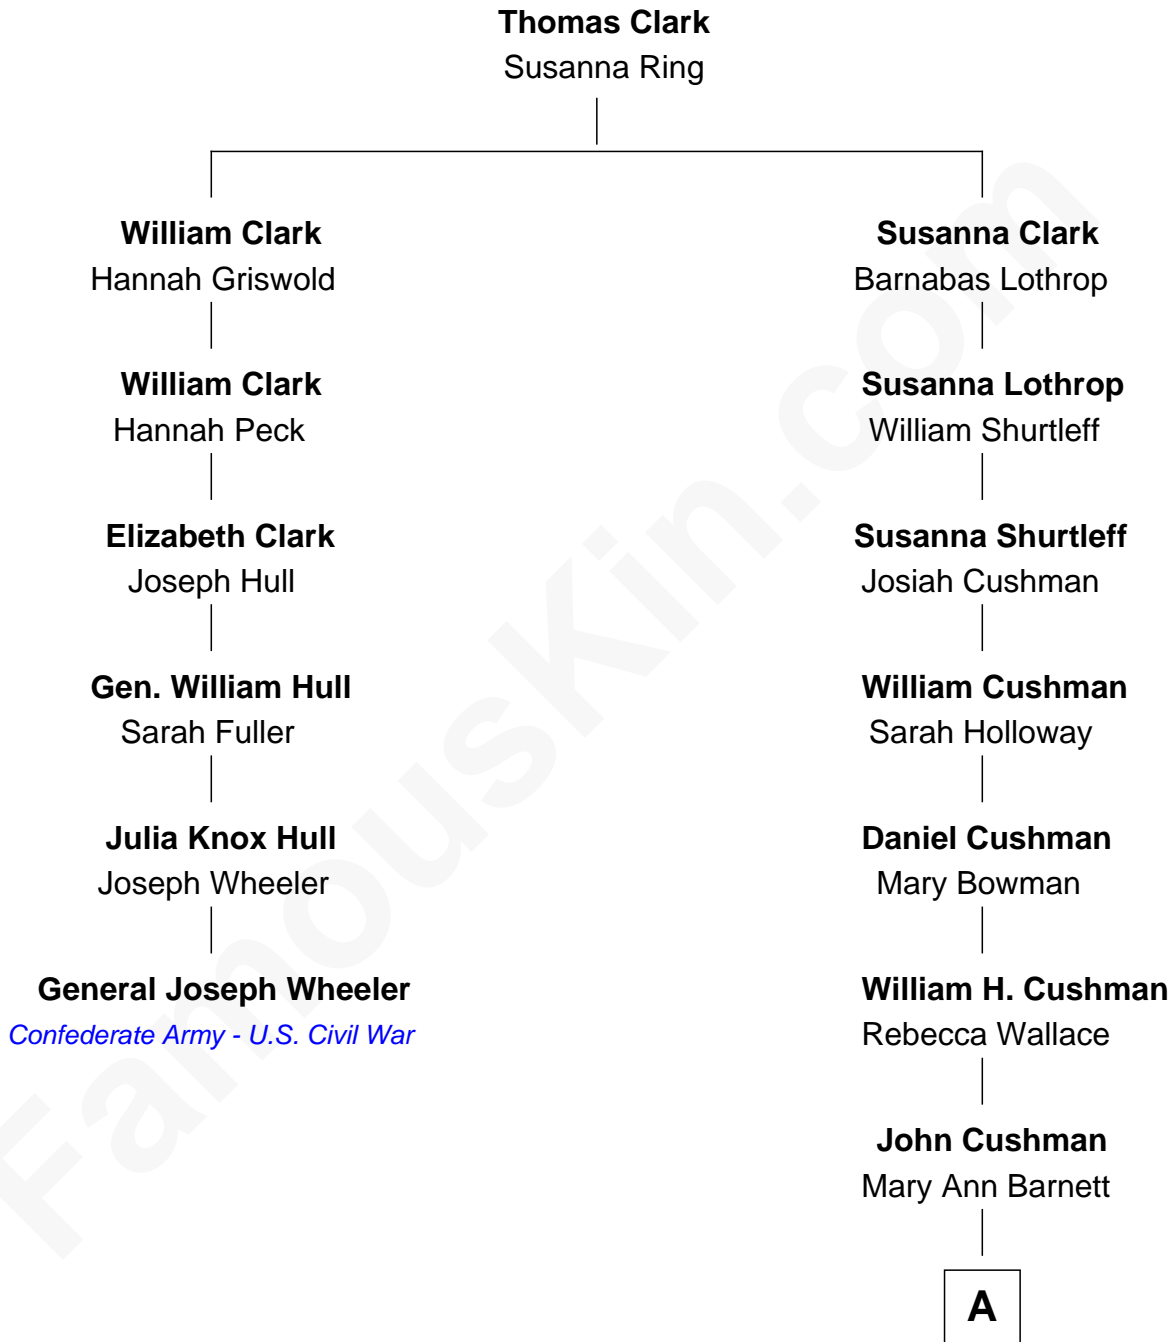 Thomas Clark
Susanna Ring
William Clark
Hannah Griswold
William Clark
Hannah Peck
Elizabeth Clark
Joseph Hull
Gen. William Hull
Sarah Fuller
Julia Knox Hull
Joseph Wheeler
General Joseph Wheeler
Confederate Army - U.S. Civil War
Susanna Clark
Barnabas Lothrop
Susanna Lothrop
William Shurtleff
Susanna Shurtleff
Josiah Cushman
William Cushman
Sarah Holloway
Daniel Cushman
Mary Bowman
William H. Cushman
Rebecca Wallace
John Cushman
Mary Ann Barnett
A
FamousKin.com